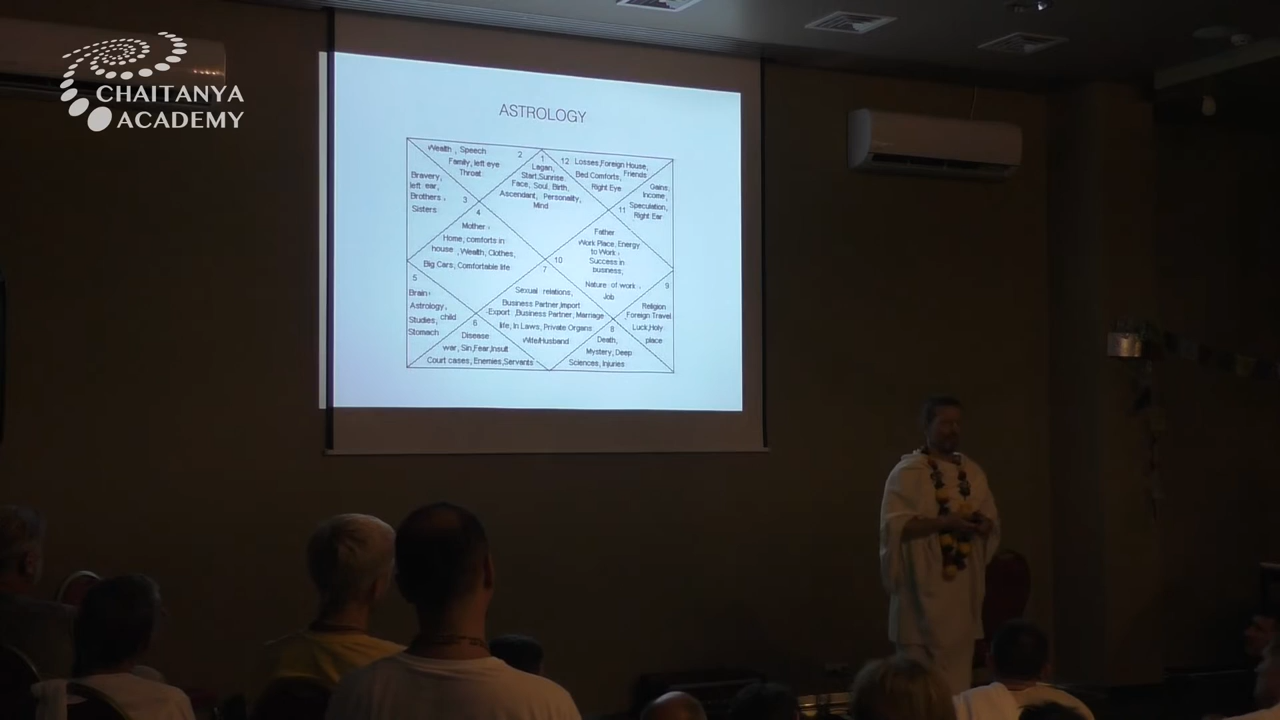 CHAITANYA
ACADEMY
ASTROLOGY
Wealth , Speech
2
Family, left eye
Throat
1
Lagan,
Start,Sunrise,
Face, Soul, Birth,
Ascendant, Personality,
Mind
12 Losses,Foreign House,
Bed Comforts, Friends
Right Eye
Bravery,
left ear,
Brothers ,
Sisters
3
Gains,
Income,
Speculation,
Right Ear
11
4
Mother ,
Home, comforts in
house , Wealth, Clothes,
Big Cars, Comfortable life
Father
Work Place, Energy
to Work ,
Success in
business,
Nature of work ,
Job
10
7
Sexual relations,
Business Partner,Import
-Export ,Business Partner, Marriage
life, In Laws, Private Organs
Wife/Husband
5
Brain,
Astrology,
Studies, child
Stomach
9
Religion
Foreign Travel
Luck,Holy
place
6
Disease
war, Sin,Fear,Insult
Court cases, Enemies,Servants
8
Death,
Mystery, Deep
Sciences, Injuries